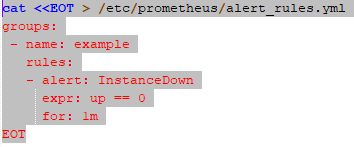 cat <<EOT > /etc/prometheus/alert_rules.yml
groups:
 - name: example
   rules:
   - alert: InstanceDown
     expr: up == 0
     for: 1m
EOT